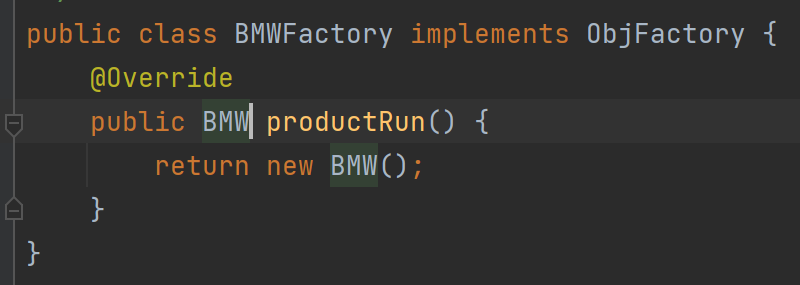 public class BMWFactory implements ObjFactory {
@Override
public BMW productRun() {
return new BMW();
}
}